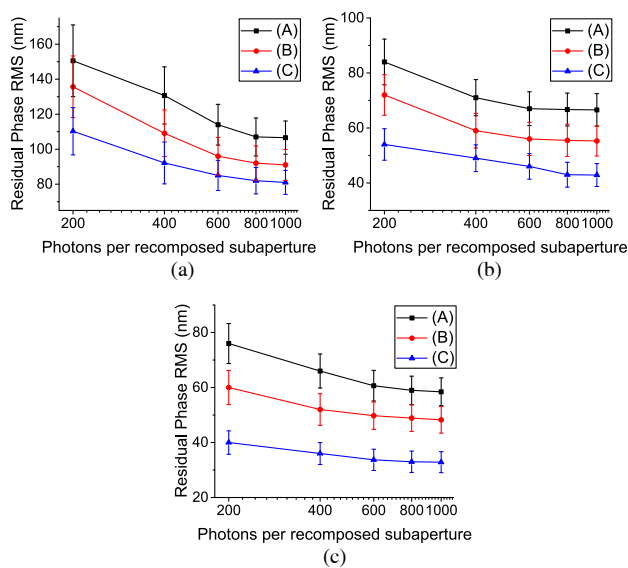 Residual Phase RMS (nm)
160
140
120
100
80
(A)
(B)
(C)
200 400 600 800 1000
Photons per recomposed subaperture
(a)
Residual Phase RMS (nm)
100
80
60
40
(A)
(B)
(C)
200 400 600 800 1000
Photons per recomposed subaperture
(b)
Residual Phase RMS (nm)
80
60
40
20
(A)
(B)
(C)
200 400 600 800 1000
Photons per recomposed subaperture
(c)